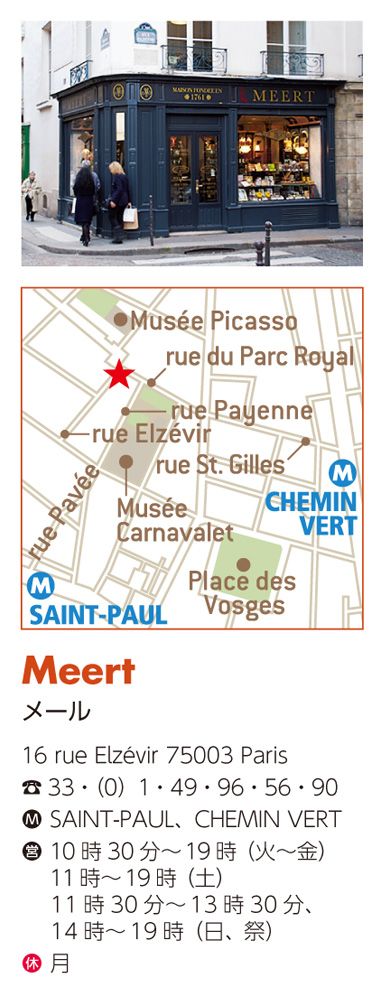 MAISON FONDÉE EN
1761
MEERT
Musée Picasso
rue du Parc Royal
rue Payenne
rue Elzévir
rue St. Gilles
rue Pavée
Musée
Carnavalet
M
CHEMIN
VERT
Place des
Vosges
M
SAINT-PAUL
Meert
メール
16 rue Elzévir 75003 Paris
☎ 33・(0) 1・49・96・56・90
M SAINT-PAUL、CHEMIN VERT
営 10時30分〜19時（火〜金）
11時〜19時（土）
11時30分〜13時30分、
14時〜19時（日、祭）
休 月